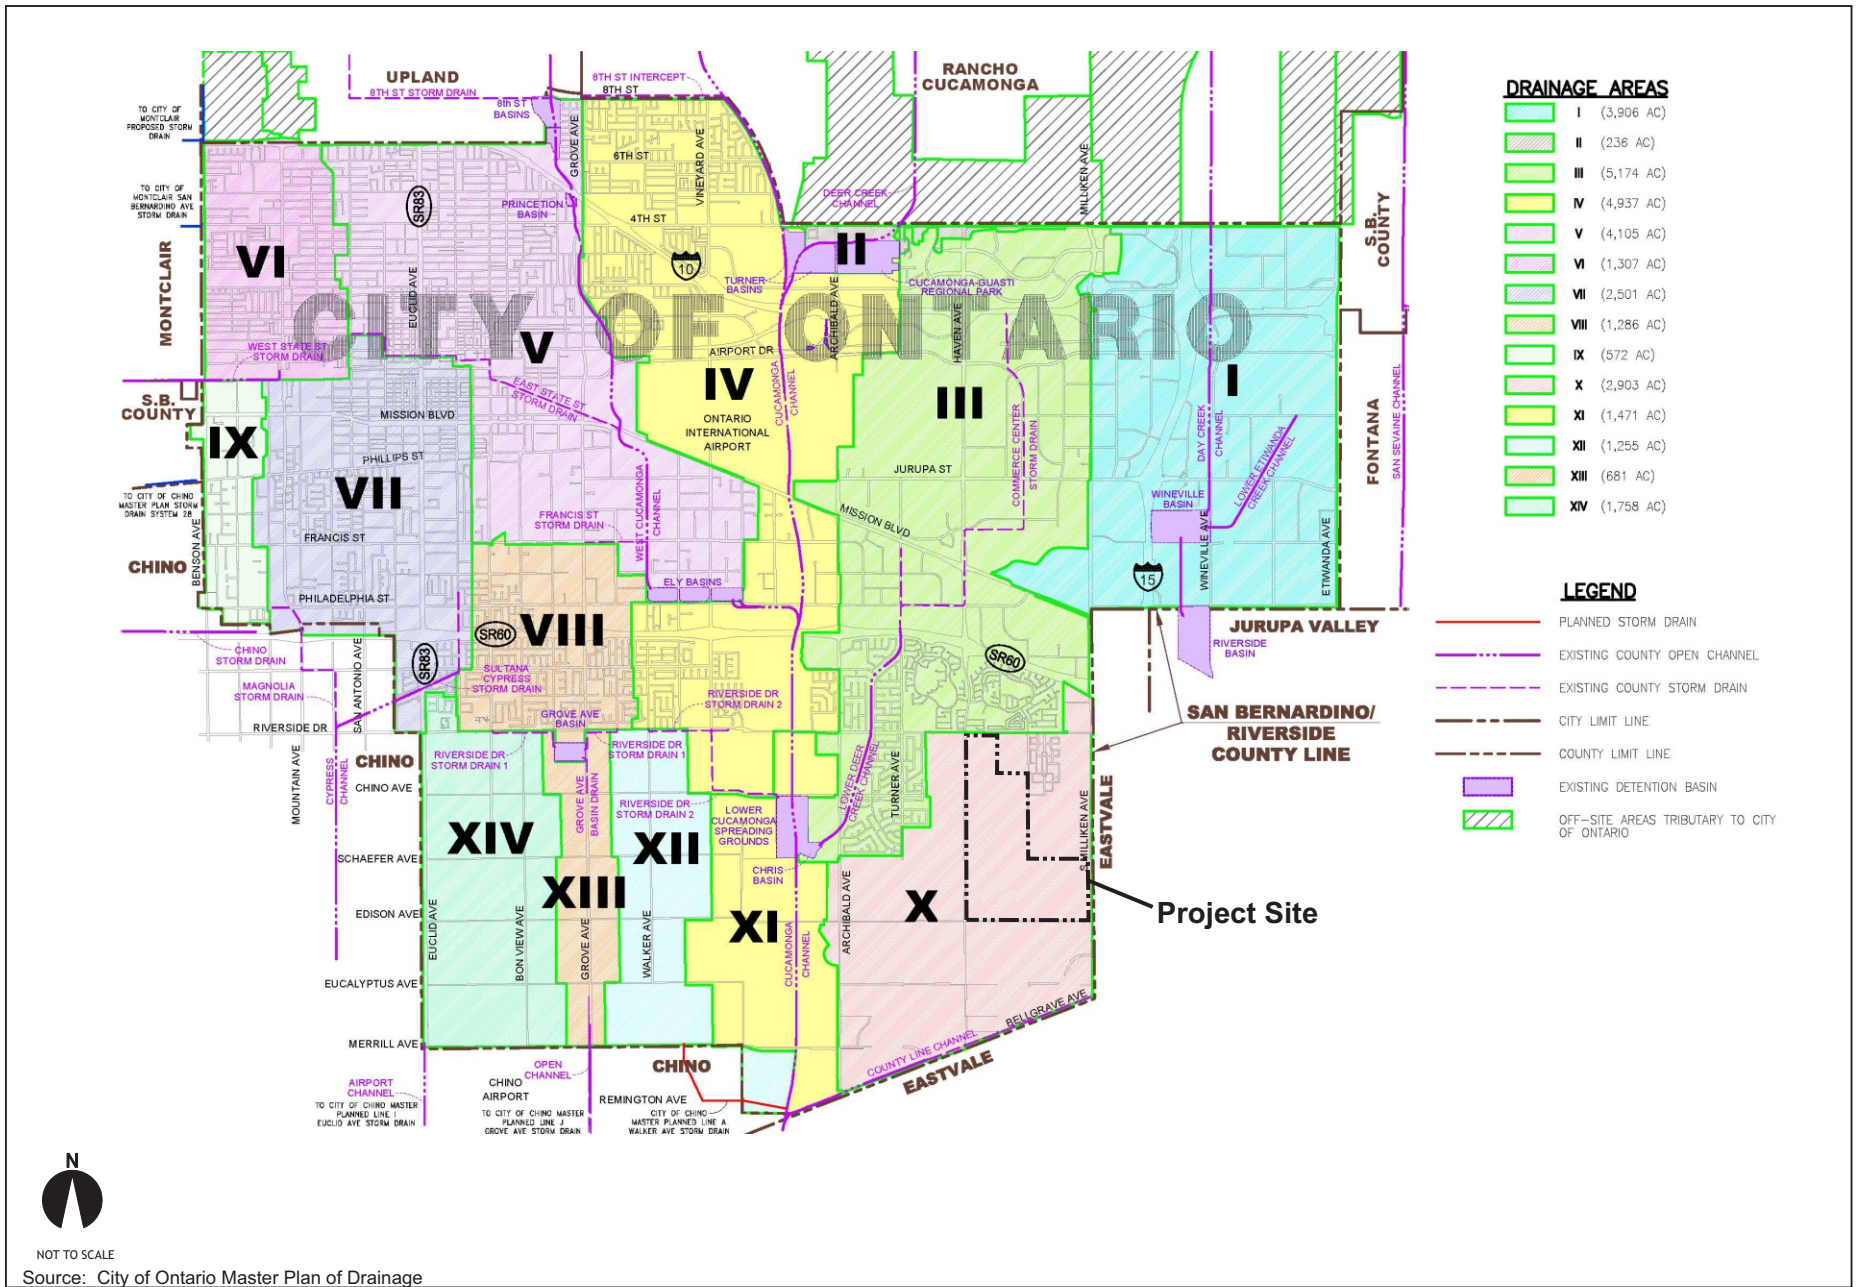 UPLAND
8TH ST STORM DRAIN
8TH ST INTERCEPT
8TH ST
8th ST
BASINS
RANCHO
CUCAMONGA
TO CITY OF
MONTCLAIR
PROPOSED STORM
DRAIN
TO CITY OF
MONTCLAIR SAN
BERNARDINO AVE
STORM DRAIN
MONTCLAIR
GROVE AVE
6TH ST
VINEYARD AVE
4TH ST
PRINCETION
BASIN
DEER CREEK
CHANNEL
MILLIKEN AVE
S.B.
COUNTY
SR83
EUCLID AVE
10
TURNER
BASINS
CUCAMONGA-GUASTI
REGIONAL PARK
ARCHIBALD AVE
HAVEN AVE
CITY OF ONTARIO
VI
V
IV
II
III
I
WEST STATE ST
STORM DRAIN
EAST STATE ST
STORM DRAIN
AIRPORT DR
CUCAMONGA
CHANNEL
ONTARIO
INTERNATIONAL
AIRPORT
S.B.
COUNTY
MISSION BLVD
PHILLIPS ST
IX
VII
FRANCIS ST
PHILADELPHIA ST
TO CITY OF CHINO
MASTER PLAN STORM
DRAIN SYSTEM 28
BENSON AVE
CHINO
FRANCIS ST
STORM DRAIN
WEST CUCAMONGA
CHANNEL
ELY BASINS
JURUPA ST
MISSION BLVD
COMMERCE CENTER
STORM DRAIN
DAY CREEK
CHANNEL
LOWER ETIWANDA
CREEK CHANNEL
WINEVILLE
BASIN
WINEVILLE AVE
ETIWANDA AVE
15
FONTANA
SAN SEVAINE CHANNEL
JURUPA VALLEY
RIVERSIDE
BASIN
SAN BERNARDINO/
RIVERSIDE
COUNTY LINE
CHINO
STORM DRAIN
MAGNOLIA
STORM DRAIN
SAN ANTONIO AVE
RIVERSIDE DR
MOUNTAIN AVE
CYPRESS
CHANNEL
SR83
SR60
VIII
SULTANA
CYPRESS
STORM DRAIN
GROVE AVE
BASIN
RIVERSIDE DR
STORM DRAIN 2
SR60
RIVERSIDE DR
STORM DRAIN 1
RIVERSIDE DR
STORM DRAIN 1
CHINO
CHINO AVE
GROVE AVE
BASIN DRAIN
RIVERSIDE DR
STORM DRAIN 2
LOWER
CUCAMONGA
SPREADING
GROUNDS
LOWER DEER
CREEK CHANNEL
TURNER AVE
S MILLIKEN AVE
EASTVALE
CHRIS
BASIN
XIV
XIII
XII
XI
X
SCHAEFER AVE
EDISON AVE
EUCALYPTUS AVE
MERRILL AVE
EUCLID AVE
BON VIEW AVE
GROVE AVE
WALKER AVE
CUCAMONGA
CHANNEL
ARCHIBALD AVE
Project Site
BELLGRAVE AVE
COUNTY LINE CHANNEL
EASTVALE
AIRPORT
CHANNEL
TO CITY OF CHINO MASTER
PLANNED LINE I
EUCLID AVE STORM DRAIN
OPEN
CHANNEL
CHINO
AIRPORT
TO CITY OF CHINO MASTER
PLANNED LINE J
GROVE AVE STORM DRAIN
CHINO
REMINGTON AVE
CITY OF CHINO
MASTER PLANNED LINE A
WALKER AVE STORM DRAIN
DRAINAGE AREAS
I (3,906 AC)
II (236 AC)
III (5,174 AC)
IV (4,937 AC)
V (4,105 AC)
VI (1,307 AC)
VII (2,501 AC)
VIII (1,286 AC)
IX (572 AC)
X (2,903 AC)
XI (1,471 AC)
XII (1,255 AC)
XIII (681 AC)
XIV (1,758 AC)
LEGEND
PLANNED STORM DRAIN
EXISTING COUNTY OPEN CHANNEL
EXISTING COUNTY STORM DRAIN
CITY LIMIT LINE
COUNTY LIMIT LINE
EXISTING DETENTION BASIN
OFF-SITE AREAS TRIBUTARY TO CITY
OF ONTARIO
N
NOT TO SCALE
Source: City of Ontario Master Plan of Drainage